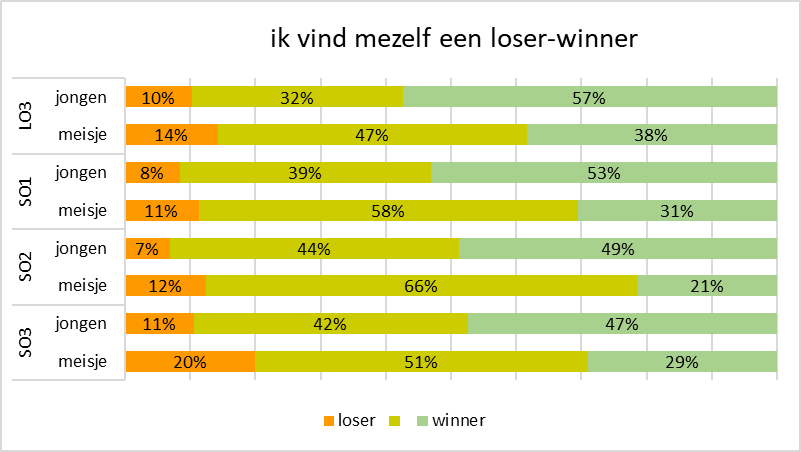 ik vind mezelf een loser-winner
LO3
jongen 10% 32% 57%
meisje 14% 47% 38%
SO1
jongen 8% 39% 53%
meisje 11% 58% 31%
SO2
jongen 7% 44% 49%
meisje 12% 66% 21%
SO3
jongen 11% 42% 47%
meisje 20% 51% 29%
loser winner